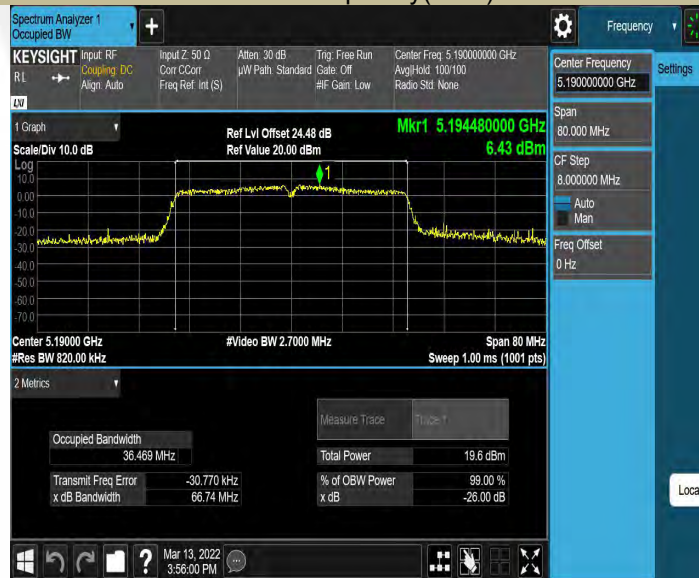 Spectrum Analyzer 1
Occupied BW
+
Frequency
KEYSIGHT
Input: RF
Coupling: DC
Align: Auto
Input Z: 50 Ω
Corr CCorr
Freq Ref: Int (S)
Atten: 30 dB
µW Path: Standard
Trig: Free Run
Gate: Off
#IF Gain: Low
Center Freq: 5.190000000 GHz
Avg|Hold: 100/100
Radio Std: None
R L
LXI
Center Frequency
5.190000000 GHz
Settings
Span
80.000 MHz
CF Step
8.000000 MHz
Auto
Man
Freq Offset
0 Hz
1 Graph
Scale/Div 10.0 dB
Ref Lvl Offset 24.48 dB
Ref Value 20.00 dBm
Mkr1 5.194480000 GHz
6.43 dBm
Log
10.0
0.00
-10.0
-20.0
-30.0
-40.0
-50.0
-60.0
-70.0
1
Center 5.19000 GHz
#Res BW 820.00 kHz
#Video BW 2.7000 MHz
Span 80 MHz
Sweep 1.00 ms (1001 pts)
2 Metrics
Measure Trace
Trace 1
Occupied Bandwidth
36.469 MHz
Total Power
19.6 dBm
Transmit Freq Error
-30.770 kHz
% of OBW Power
99.00 %
x dB Bandwidth
66.74 MHz
x dB
-26.00 dB
Loca
?
Mar 13, 2022
3:56:00 PM